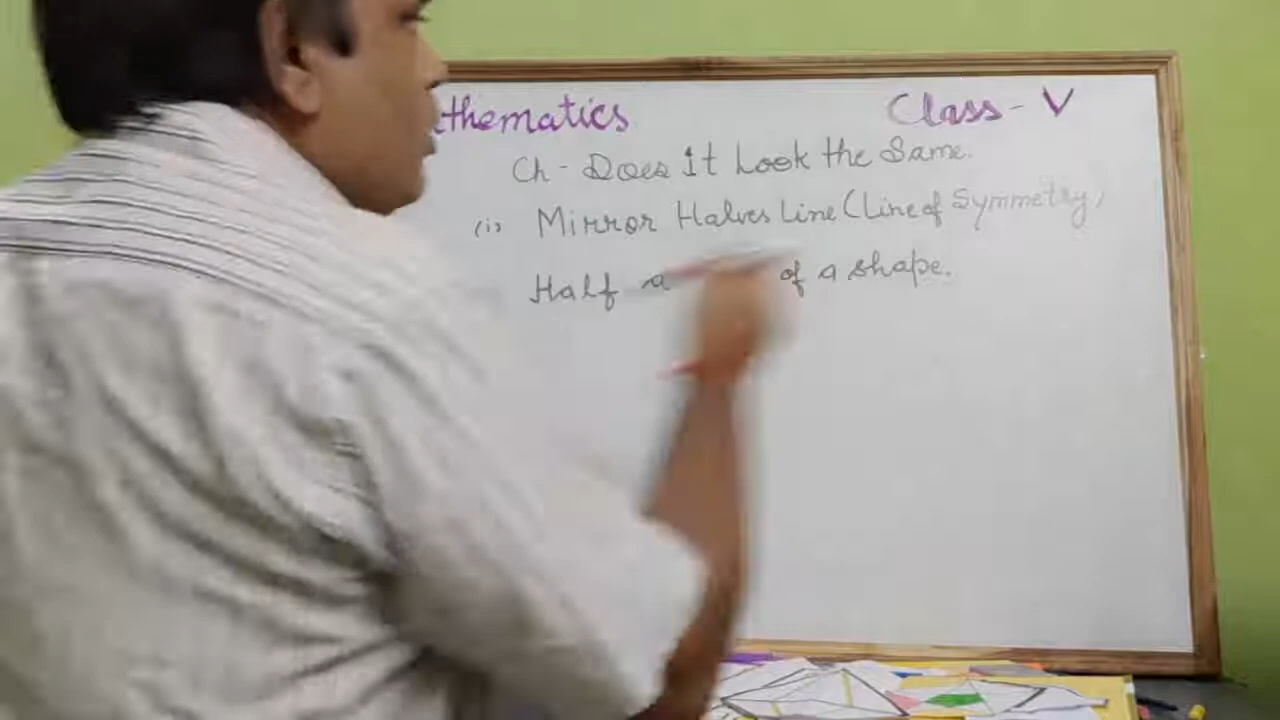 thematics Class - V
Ch - Does It Look the Same.
(i) Mirror Halves Line (Line of Symmetry)
Half a of a shape.